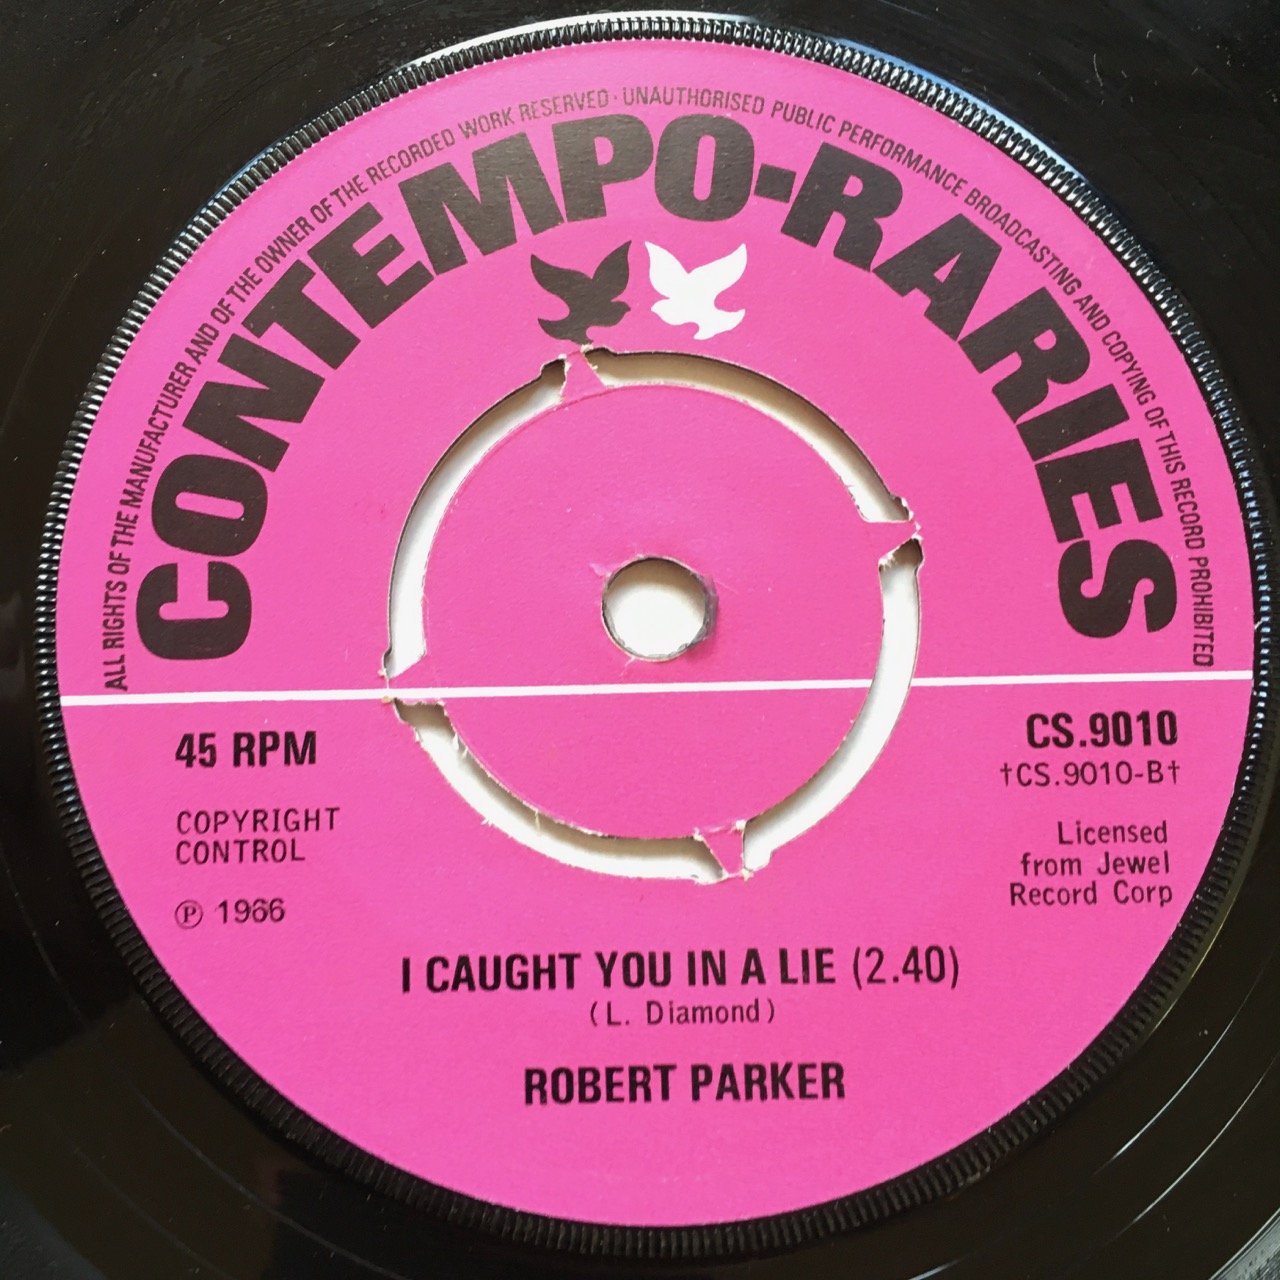 ALL RIGHTS OF THE MANUFACTURER AND OF THE OWNER OF THE RECORDED WORK RESERVED · UNAUTHORISED PUBLIC PERFORMANCE BROADCASTING AND COPYING OF THIS RECORD PROHIBITED
CONTEMPO-RARIES
45 RPM
COPYRIGHT
CONTROL
℗ 1966
CS.9010
†CS.9010-B†
Licensed
from Jewel
Record Corp
I CAUGHT YOU IN A LIE (2.40)
(L. Diamond)
ROBERT PARKER